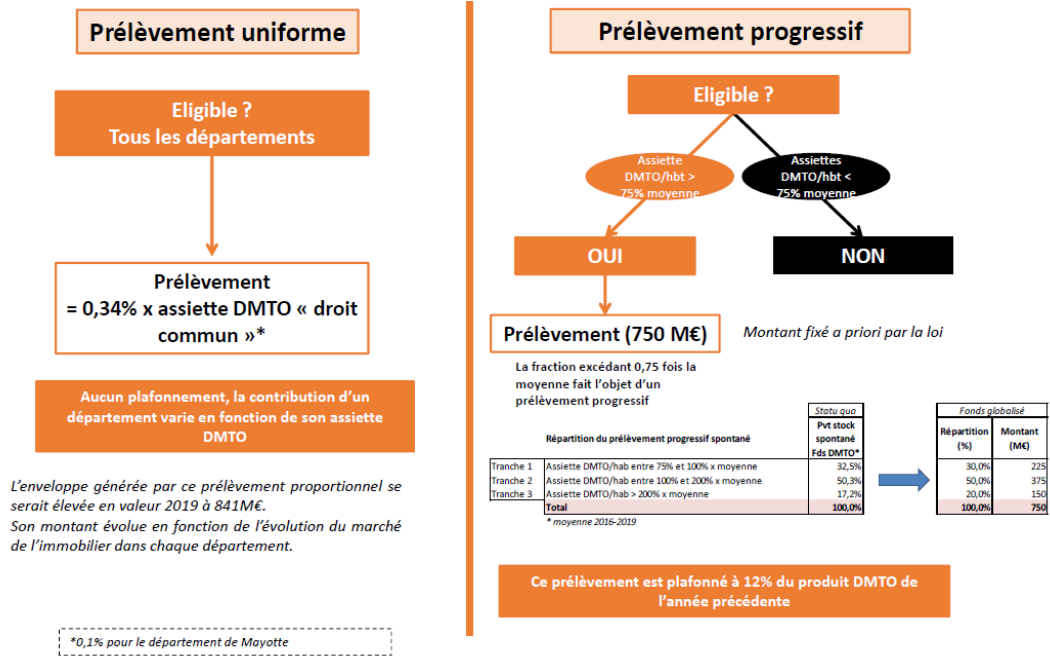 Prélèvement uniforme
Eligible ?
Tous les départements
Prélèvement
= 0,34% x assiette DMTO « droit
commun »*
Aucun plafonnement, la contribution d'un
département varie en fonction de son assiette
DMTO
L'enveloppe générée par ce prélèvement proportionnel se
serait élevée en valeur 2019 à 841M€.
Son montant évolue en fonction de l'évolution du marché
de l'immobilier dans chaque département.
*0,1% pour le département de Mayotte
Prélèvement progressif
Eligible ?
Assiette
DMTO/hbt >
75% moyenne
Assiettes
DMTO/hbt <
75% moyenne
OUI
NON
Prélèvement (750 M€)
Montant fixé a priori par la loi
La fraction excédant 0,75 fois la
moyenne fait l'objet d'un
prélèvement progressif
Statu quo
Fonds globalisé
Répartition du prélèvement progressif spontané
Pvt stock
spontané
Fds DMTO*
Répartition
(%)
Montant
(M€)
Tranche 1 Assiette DMTO/hab entre 75% et 100% x moyenne 32,5% 30,0% 225
Tranche 2 Assiette DMTO/hab entre 100% et 200% x moyenne 50,3% 50,0% 375
Tranche 3 Assiette DMTO/hab > 200% x moyenne 17,2% 20,0% 150
Total 100,0% 100,0% 750
* moyenne 2016-2019
Ce prélèvement est plafonné à 12% du produit DMTO de
l'année précédente